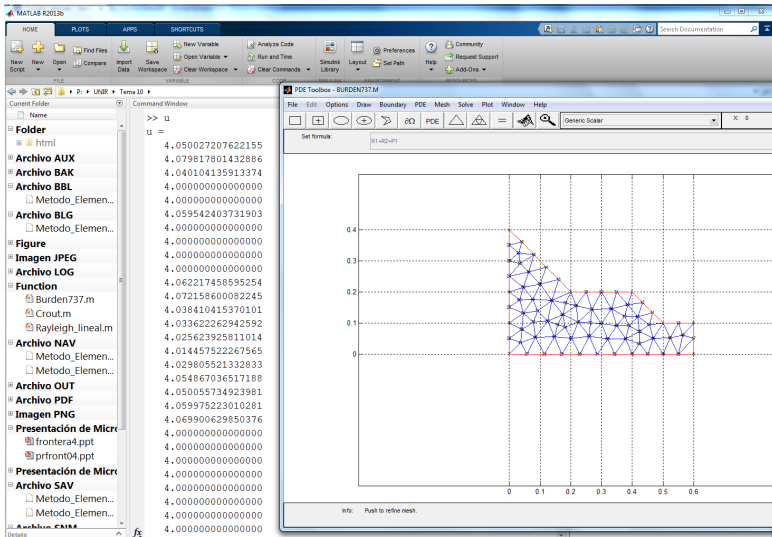 MATLAB R2013b
HOME PLOTS APPS SHORTCUTS Search Documentation
New Script
New
Open
Find Files
Compare
Import Data
Save Workspace
New Variable
Open Variable
Clear Workspace
Analyze Code
Run and Time
Clear Commands
Simulink Library
Layout
Preferences
Set Path
Help
Community
Request Support
Add-Ons
FILE VARIABLE CODE SIMULINK ENVIRONMENT RESOURCES
P: UNIR Tema 10
Current Folder
Name
Folder
html
Archivo AUX
Archivo BAK
Archivo BBL
Metodo_Elemen...
Archivo BLG
Metodo_Elemen...
Figure
Imagen JPEG
Archivo LOG
Function
Burden737.m
Crout.m
Rayleigh_lineal.m
Archivo NAV
Metodo_Elemen...
Metodo_Elemen...
Archivo OUT
Archivo PDF
Imagen PNG
Presentación de Micro
frontera4.ppt
prfront04.ppt
Presentación de Micro
Archivo SAV
Metodo_Elemen...
Metodo_Elemen...
Archivo SNM
Details
Command Window
>> u
u =
4.050027207622155
4.079817801432886
4.040104135913374
4.000000000000000
4.000000000000000
4.059542403731903
4.000000000000000
4.000000000000000
4.000000000000000
4.000000000000000
4.062217458595254
4.072158600082245
4.038410415370101
4.033622262942592
4.025623925811014
4.014457522267565
4.029805521332833
4.054867036517188
4.050055734923981
4.059975223010281
4.069900629850376
4.000000000000000
4.000000000000000
4.000000000000000
4.000000000000000
4.000000000000000
4.000000000000000
4.000000000000000
4.000000000000000
fx
PDE Toolbox - BURDEN737.M
File Edit Options Draw Boundary PDE Mesh Solve Plot Window Help
∂Ω PDE = Generic Scalar X: 0
Set formula: R1+R2+P1
0.4
0.3
0.2
0.1
0
0 0.1 0.2 0.3 0.4 0.5 0.6
Info: Push to refine mesh.